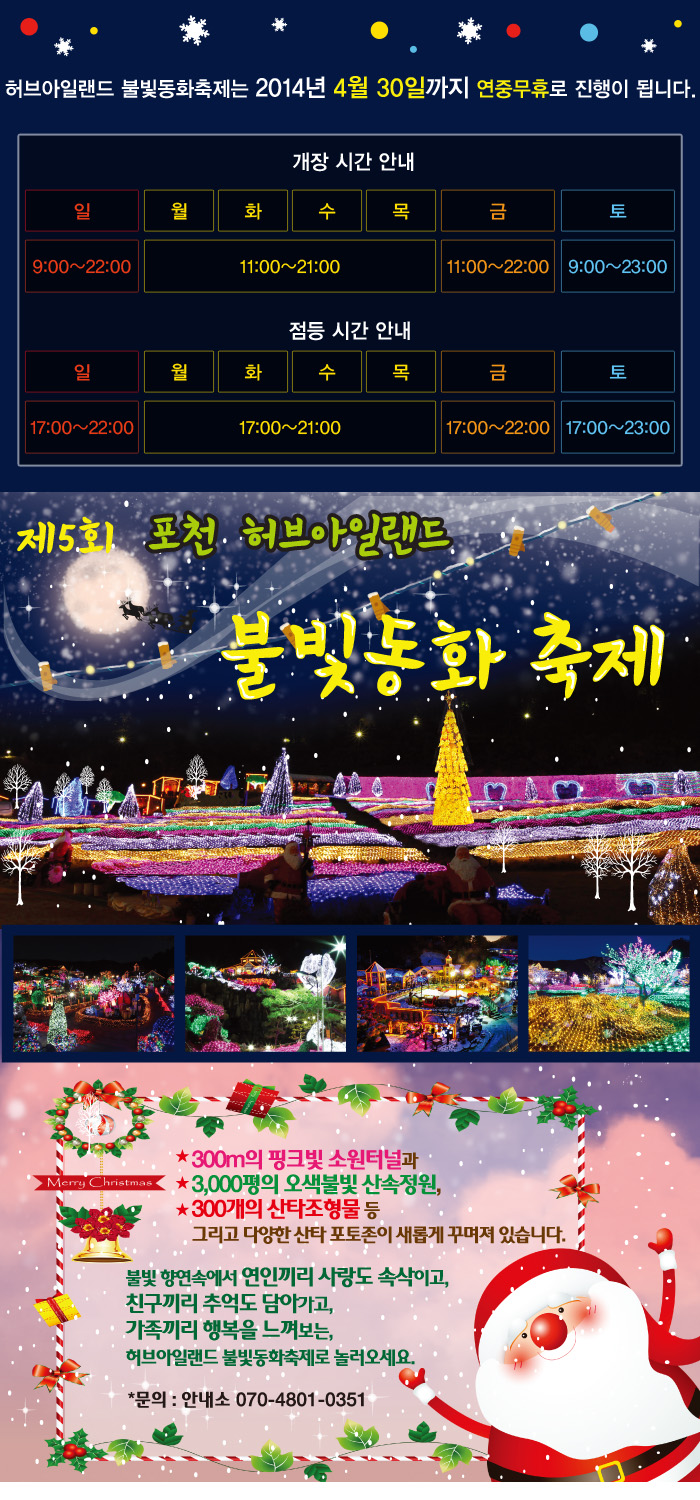 허브아일랜드 불빛동화축제는 2014년 4월 30일까지 연중무휴로 진행이 됩니다.
개장 시간 안내
일 월 화 수 목 금 토
9:00~22:00 11:00~21:00 11:00~22:00 9:00~23:00
점등 시간 안내
일 월 화 수 목 금 토
17:00~22:00 17:00~21:00 17:00~22:00 17:00~23:00
제5회 포천 허브아일랜드
불빛동화 축제
★300m의 핑크빛 소원터널과
Merry Christmas
★3,000평의 오색불빛 산속정원,
★300개의 산타조형물 등
그리고 다양한 산타 포토존이 새롭게 꾸며져 있습니다.
불빛 향연속에서 연인끼리 사랑도 속삭이고,
친구끼리 추억도 담아가고,
가족끼리 행복을 느껴보는,
허브아일랜드 불빛동화축제로 놀러오세요.
*문의 : 안내소 070-4801-0351